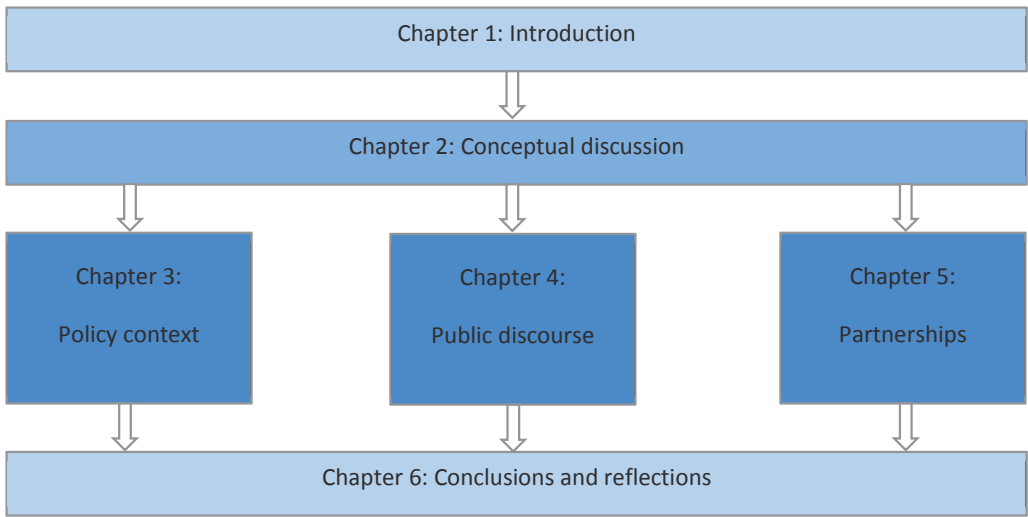 Chapter 1: Introduction
Chapter 2: Conceptual discussion
Chapter 3:
Policy context
Chapter 4:
Public discourse
Chapter 5:
Partnerships
Chapter 6: Conclusions and reflections